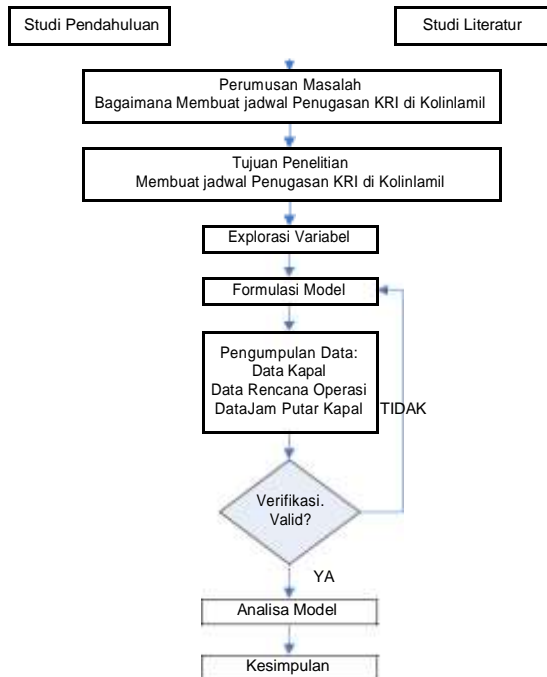 Studi Pendahuluan
Studi Literatur
Perumusan Masalah
Bagaimana Membuat jadwal Penugasan KRI di Kolinlamil
Tujuan Penelitian
Membuat jadwal Penugasan KRI di Kolinlamil
Explorasi Variabel
Formulasi Model
Pengumpulan Data:
Data Kapal
Data Rencana Operasi
DataJam Putar Kapal
TIDAK
Verifikasi.
Valid?
YA
Analisa Model
Kesimpulan